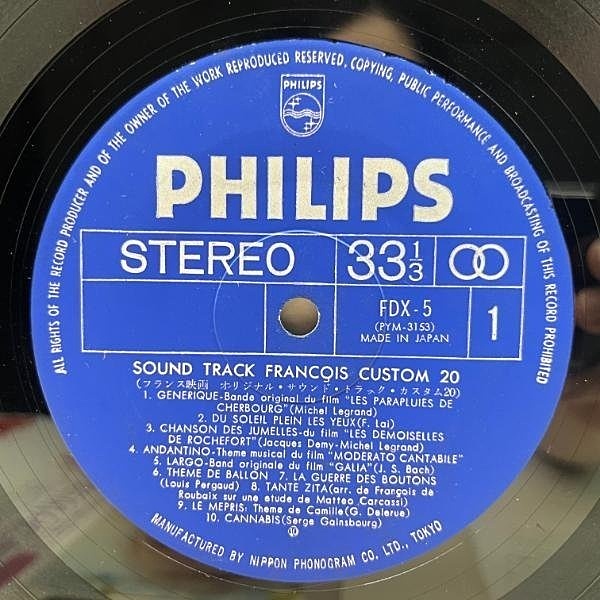 ALL RIGHTS OF THE RECORD PRODUCER AND OF THE OWNER OF THE WORK REPRODUCED RESERVED. COPYING, PUBLIC PERFORMANCE AND BROADCASTING OF THIS RECORD PROHIBITED
PHILIPS
PHILIPS
STEREO 33 1/3
FDX-5
(PYM-3153)
MADE IN JAPAN
1
SOUND TRACK FRANCOIS CUSTOM 20
(フランス映画 オリジナル・サウンド・トラック・カスタム20)
1. GENERIQUE-Bande original du film "LES PARAPLUIES DE
CHERBOURG"(Michel Legrand)
2. DU SOLEIL PLEIN LES YEUX(F. Lai)
3. CHANSON DES JUMELLES-du film "LES DEMOISELLES
DE ROCHEFORT"(Jacques Demy-Michel Legrand)
4. ANDANTINO-Theme musical du film "MODERATO CANTABILE"
5. LARGO-Band originale du film "GALIA"(J. S. Bach)
6. THEME DE BALLON 7. LA GUERRE DES BOUTONS
(Louis Pergaud) 8. TANTE ZITA(arr. de François de
Roubaix sur une etude de Matteo Carcassi)
9. LE MEPRIS: Theme de Camille(G. Delerue)
10. CANNABIS(Serge Gainsbourg)
MANUFACTURED BY NIPPON PHONOGRAM CO. LTD., TOKYO